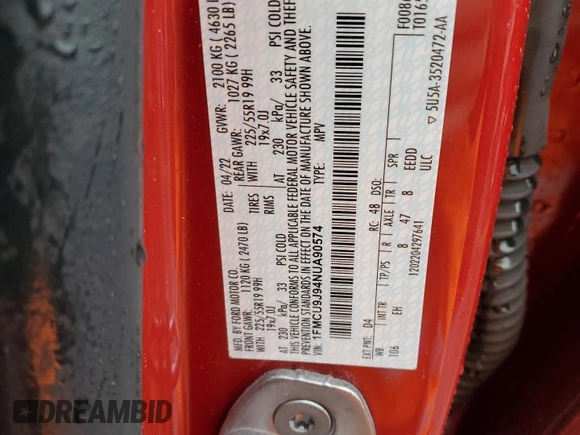 MFD. BY FORD MOTOR CO.
DATE: 04/22
GVWR: 2100 KG ( 4630 L
FRONT GAWR: 1120 KG ( 2470 LB)
REAR GAWR: 1027 KG ( 2265 LB)
WITH 225/55R19 99H TIRES
WITH 225/55R19 99H
19x7.0J RIMS
19x7.0J
AT 230 kPa/ 33 PSI COLD
AT 230 kPa/ 33 PSI COLD
THIS VEHICLE CONFORMS TO ALL APPLICABLE FEDERAL MOTOR VEHICLE SAFETY AND THEFT
STANDARDS IN EFFECT ON THE DATE OF MANUFACTURE SHOWN ABOVE.
VIN: 1FMCU9J94NUA90574
TYPE: MPV
EXT PNT: D4
RC: 48 DSO:
WB INT TR TP/PS R AXLE TR SPR
106 EH 8 47 8 EEDD
ULC
1202204297641
5U5A-3520472-AA
DREAMBID